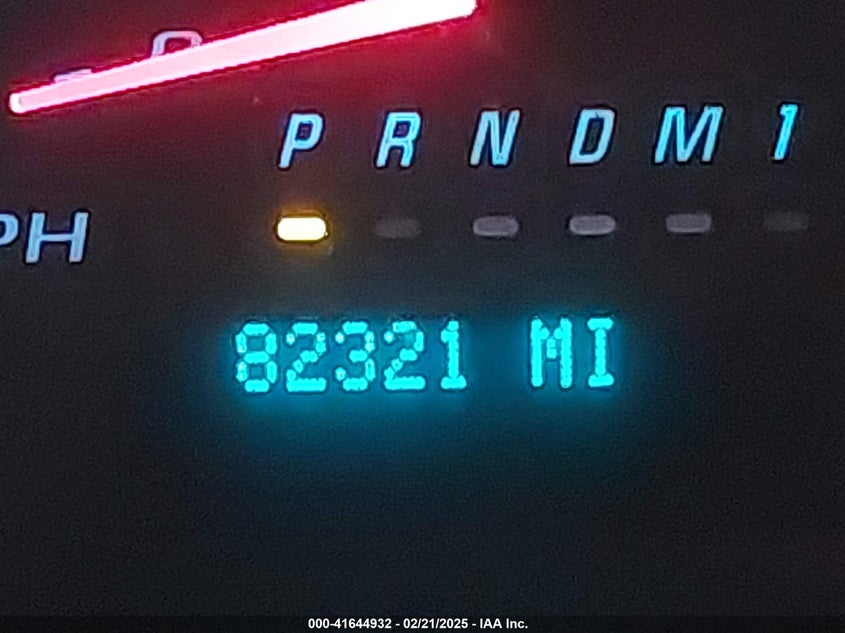 P R N D M 1
PH
82321 MI
000-41644932 - 02/21/2025 - IAA Inc.